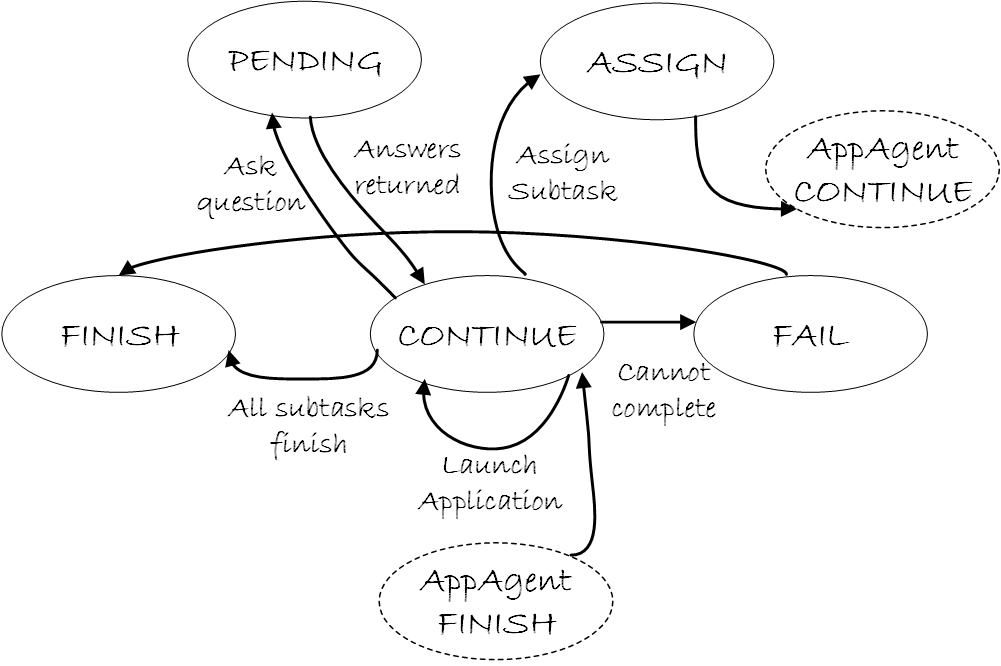 PENDING
ASSIGN
Ask
question
Answers
returned
Assign
Subtask
AppAgent
CONTINUE
FINISH
CONTINUE
FAIL
All subtasks
finish
Cannot
complete
Launch
Application
AppAgent
FINISH